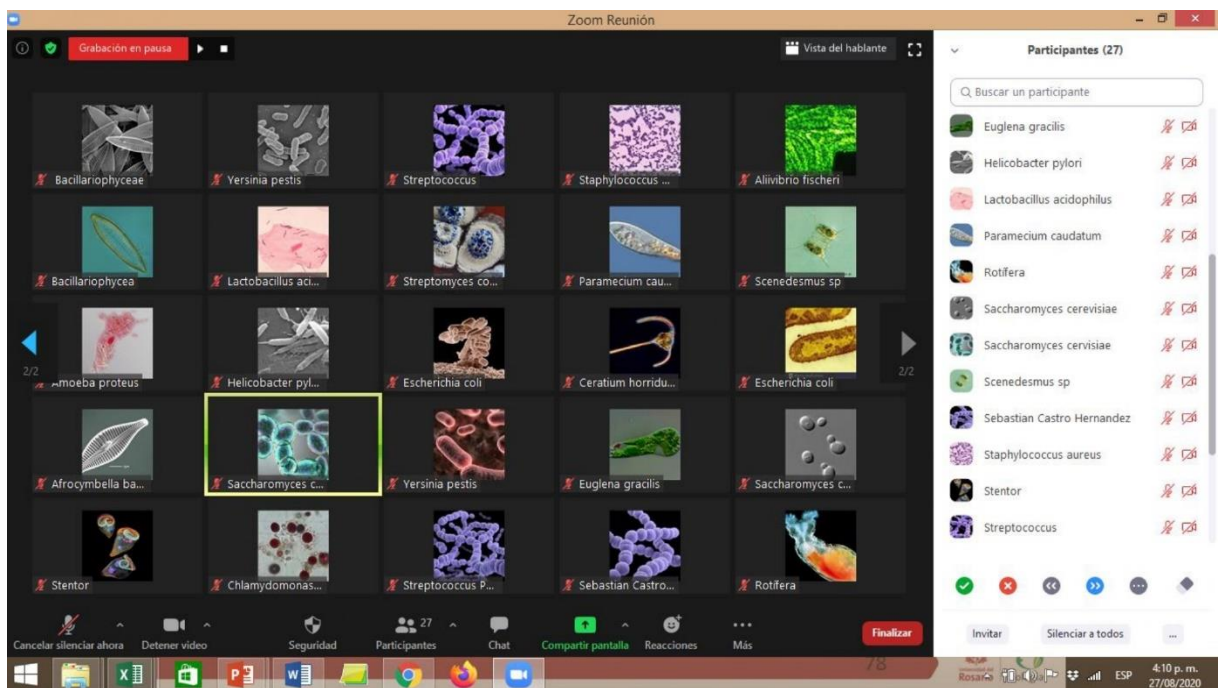 Zoom Reunión
Grabación en pausa
Vista del hablante
Participantes (27)
Buscar un participante
Bacillariophyceae
Yersinia pestis
Streptococcus
Staphylococcus ...
Aliivibrio fischeri
Bacillariophycea
Lactobacillus aci...
Streptomyces co...
Paramecium cau...
Scenedesmus sp
2/2
2/2
Amoeba proteus
Helicobacter pyl...
Escherichia coli
Ceratium horridu...
Escherichia coli
Afrocymbella ba...
Saccharomyces c...
Yersinia pestis
Euglena gracilis
Saccharomyces c...
Stentor
Chlamydomonas...
Streptococcus P...
Sebastian Castro...
Rotífera
Euglena gracilis
Helicobacter pylori
Lactobacillus acidophilus
Paramecium caudatum
Rotífera
Saccharomyces cerevisiae
Saccharomyces cervisiae
Scenedesmus sp
Sebastian Castro Hernandez
Staphylococcus aureus
Stentor
Streptococcus
Cancelar silenciar ahora
Detener video
Seguridad
27
Participantes
Chat
Compartir pantalla
Reacciones
Más
Finalizar
Invitar
Silenciar a todos
...
78
ESP
4:10 p. m.
27/08/2020